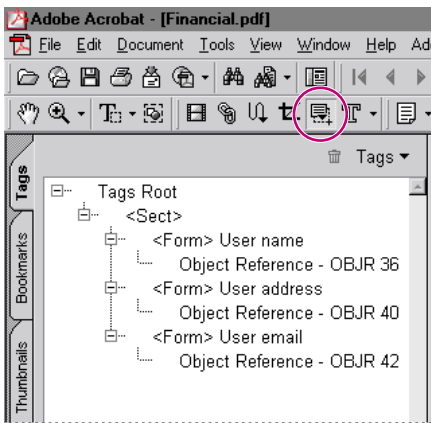 Adobe Acrobat - [Financial.pdf]
File Edit Document Tools View Window Help Ad
Tags
Tags Root
<Sect>
<Form> User name
Object Reference - OBJR 36
<Form> User address
Object Reference - OBJR 40
<Form> User email
Object Reference - OBJR 42
Tags
Bookmarks
Thumbnails